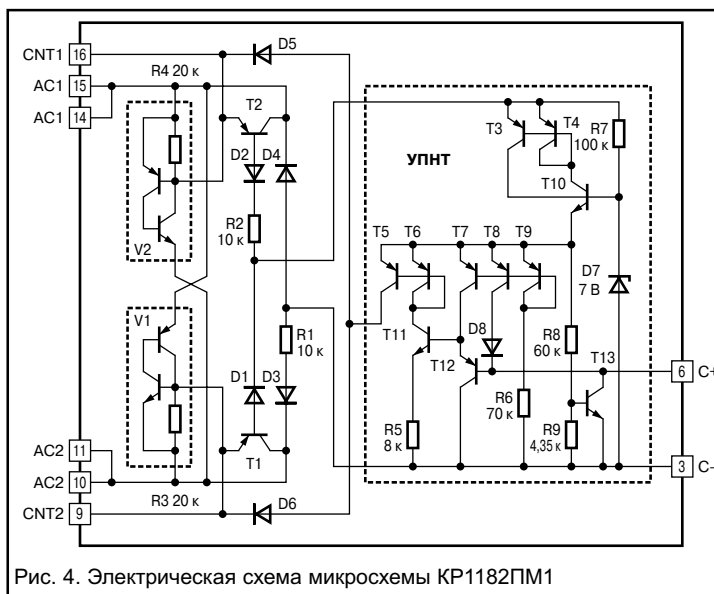 CNT1 16
AC1 15
AC1 14
AC2 11
AC2 10
CNT2 9
R4 20 к
D5
T2
D2
D4
R2
10 к
V2
V1
R1
10 к
D1
D3
T1
R3 20 к
D6
УПНТ
T3
T4
R7
100 к
T10
T5
T6
T7
T8
T9
D7
7 В
T11
D8
T12
R8
60 к
T13
R5
8 к
R6
70 к
R9
4,35 к
6 C+
3 C-
Рис. 4. Электрическая схема микросхемы КР1182ПМ1